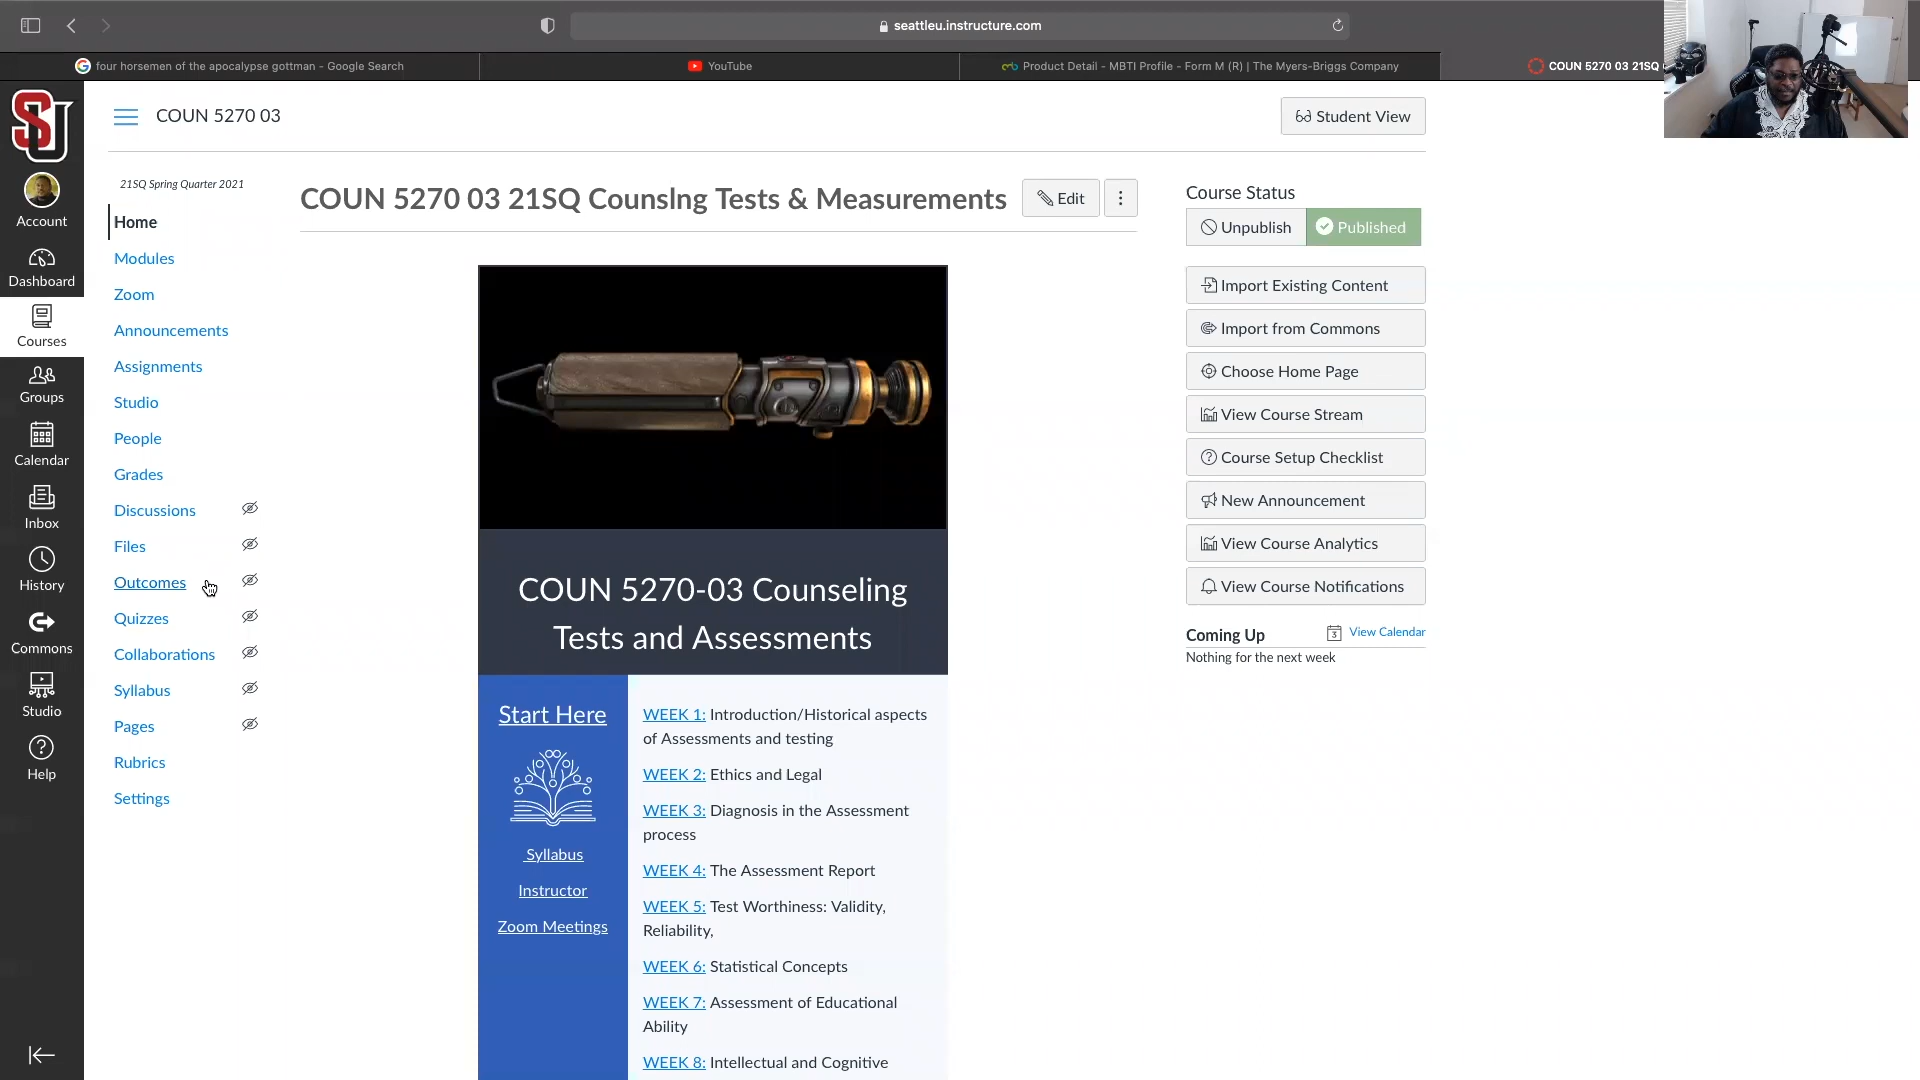 seattleu.instructure.com
four horsemen of the apocalypse gottman - Google Search
YouTube
Product Detail - MBTI Profile - Form M (R) | The Myers-Briggs Company
COUN 5270 03 21SQ
SU
Account
Dashboard
Courses
Groups
Calendar
Inbox
History
Commons
Studio
Help
COUN 5270 03
Student View
21SQ Spring Quarter 2021
Home
Modules
Zoom
Announcements
Assignments
Studio
People
Grades
Discussions
Files
Outcomes
Quizzes
Collaborations
Syllabus
Pages
Rubrics
Settings
COUN 5270 03 21SQ Counslng Tests & Measurements
Edit
COUN 5270-03 Counseling
Tests and Assessments
Start Here
Syllabus
Instructor
Zoom Meetings
WEEK 1: Introduction/Historical aspects
of Assessments and testing
WEEK 2: Ethics and Legal
WEEK 3: Diagnosis in the Assessment
process
WEEK 4: The Assessment Report
WEEK 5: Test Worthiness: Validity,
Reliability,
WEEK 6: Statistical Concepts
WEEK 7: Assessment of Educational
Ability
WEEK 8: Intellectual and Cognitive
Course Status
Unpublish
Published
Import Existing Content
Import from Commons
Choose Home Page
View Course Stream
Course Setup Checklist
New Announcement
View Course Analytics
View Course Notifications
Coming Up
3
View Calendar
Nothing for the next week